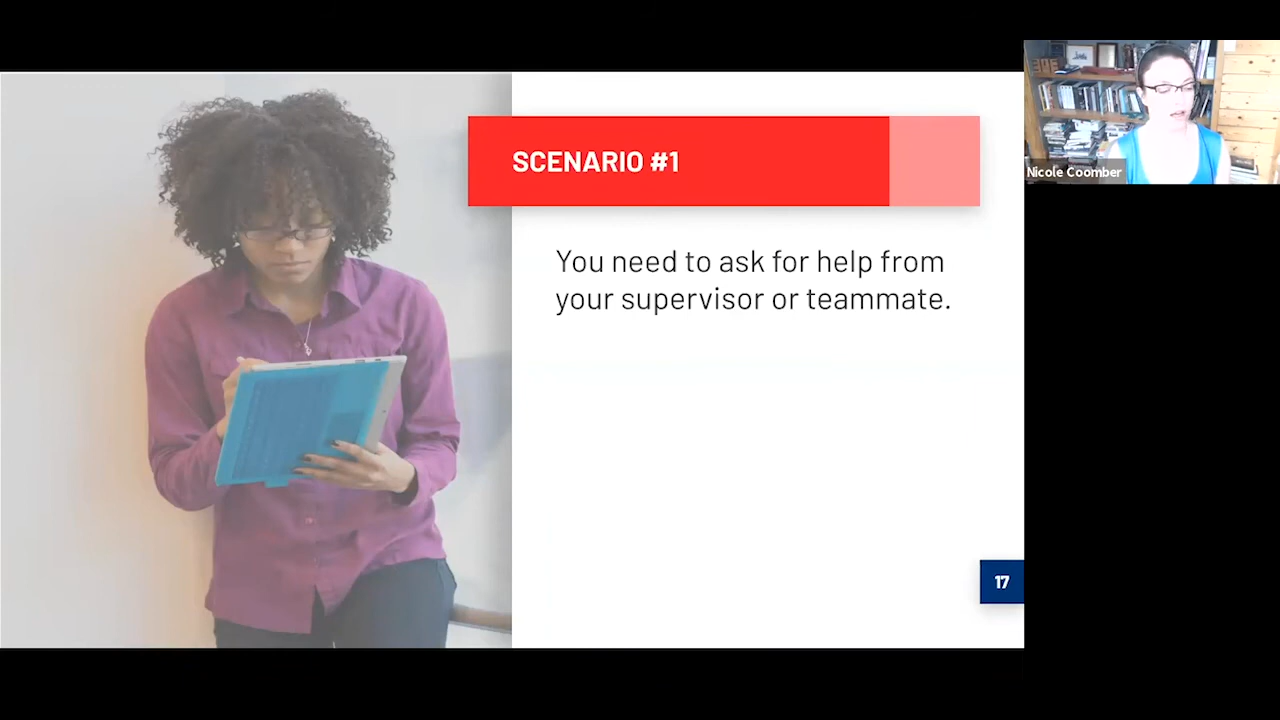 SCENARIO #1
You need to ask for help from
your supervisor or teammate.
17
Nicole Coomber